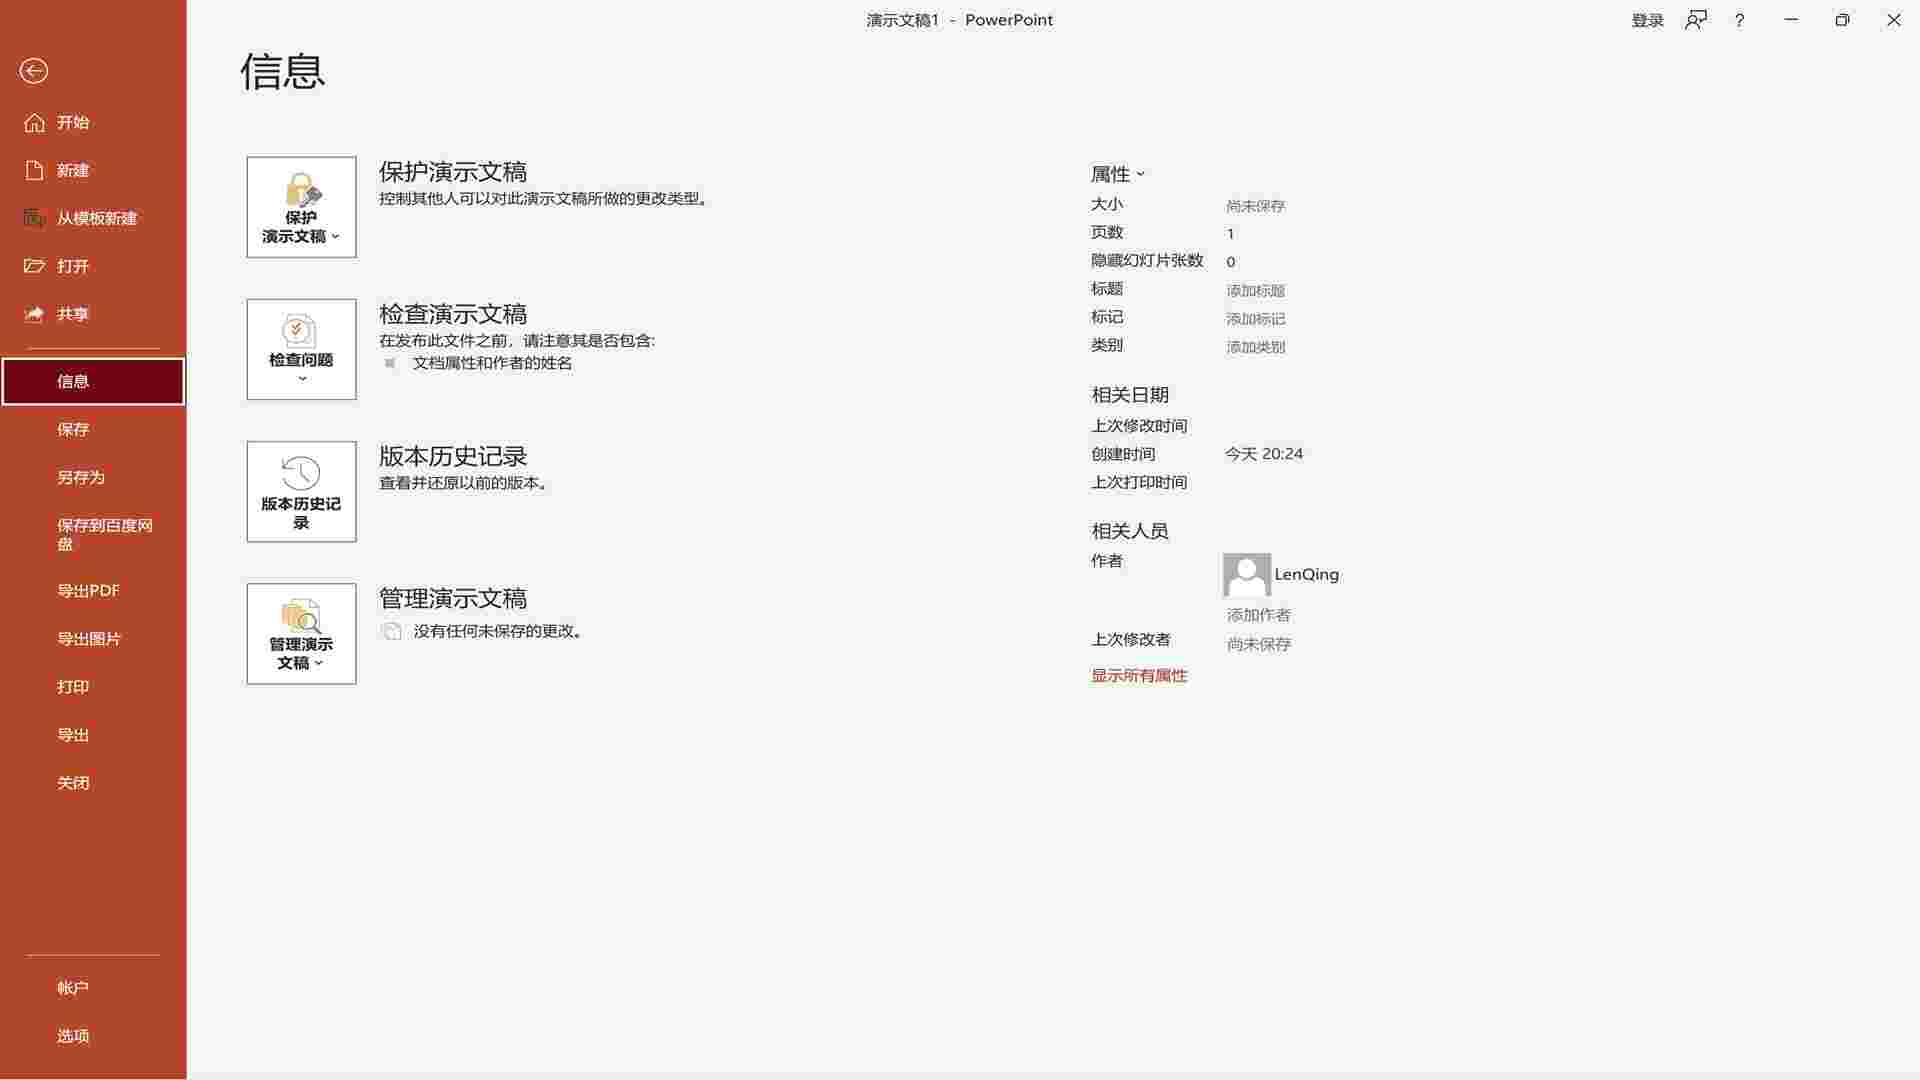 演示文稿1 - PowerPoint
登录
?
信息
开始
新建
从模板新建
打开
共享
信息
保存
另存为
保存到百度网
盘
导出PDF
导出图片
打印
导出
关闭
帐户
选项
保护
演示文稿
保护演示文稿
控制其他人可以对此演示文稿所做的更改类型。
检查问题
检查演示文稿
在发布此文件之前，请注意其是否包含:
文档属性和作者的姓名
版本历史记
录
版本历史记录
查看并还原以前的版本。
管理演示
文稿
管理演示文稿
没有任何未保存的更改。
属性
大小 尚未保存
页数 1
隐藏幻灯片张数 0
标题 添加标题
标记 添加标记
类别 添加类别
相关日期
上次修改时间
创建时间 今天 20:24
上次打印时间
相关人员
作者 LenQing
添加作者
上次修改者 尚未保存
显示所有属性